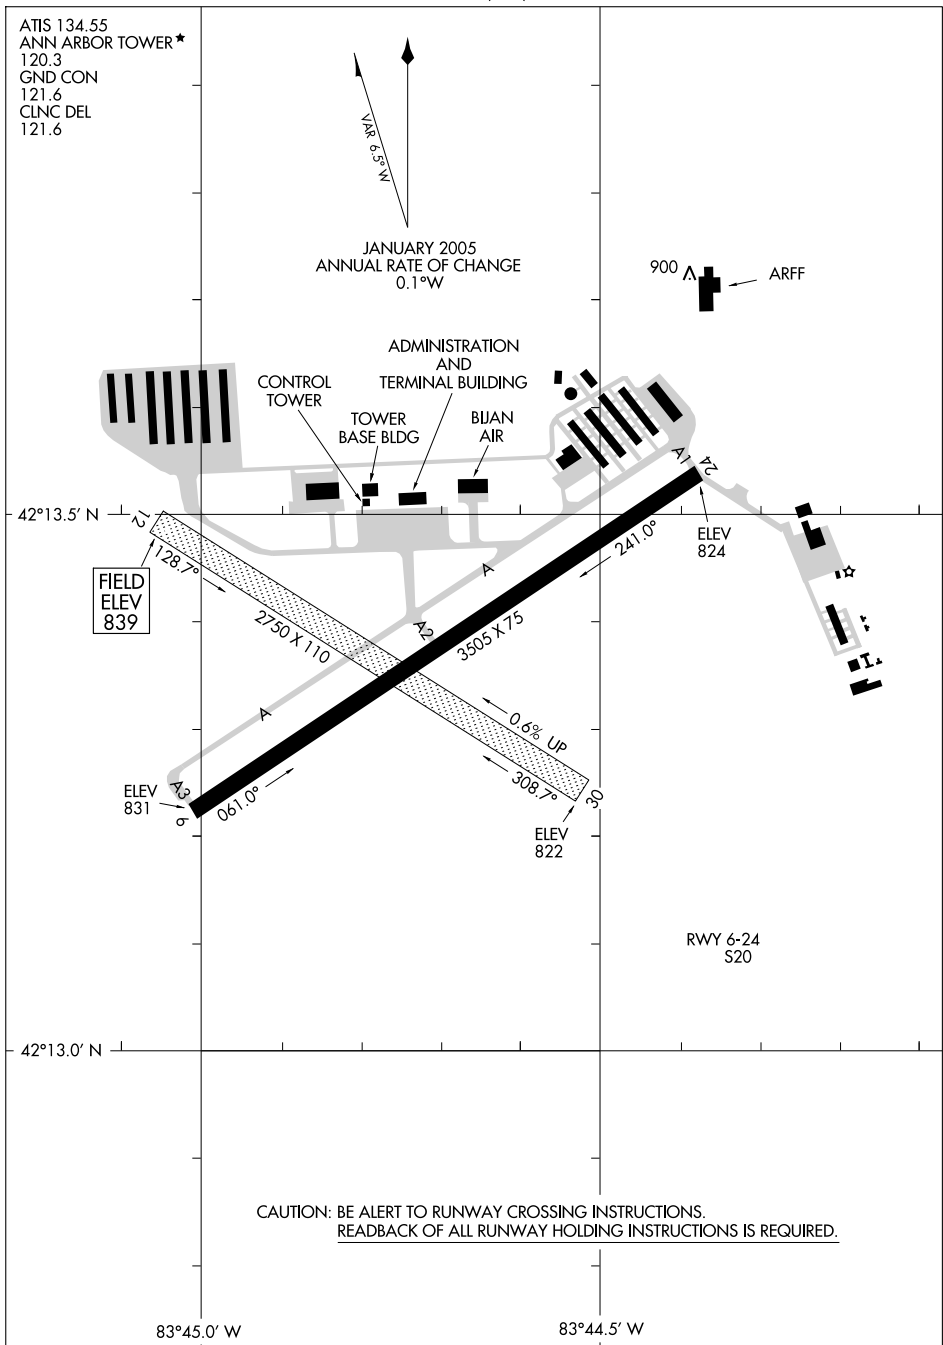 ATIS 134.55
ANN ARBOR TOWER★
120.3
GND CON
121.6
CLNC DEL
121.6
VAR 6.5° W
JANUARY 2005
ANNUAL RATE OF CHANGE
0.1°W
900
ARFF
ADMINISTRATION
AND
TERMINAL BUILDING
CONTROL
TOWER
TOWER
BASE BLDG
BIJAN
AIR
A1
24
42°13.5' N
12
128.7°
FIELD
ELEV
839
2750 X 110
A
A2
241.0°
ELEV
824
3505 X 75
A
0.6% UP
308.7°
30
ELEV
822
ELEV
831
A3
6
061.0°
RWY 6-24
S20
42°13.0' N
CAUTION: BE ALERT TO RUNWAY CROSSING INSTRUCTIONS.
READBACK OF ALL RUNWAY HOLDING INSTRUCTIONS IS REQUIRED.
83°45.0' W
83°44.5' W